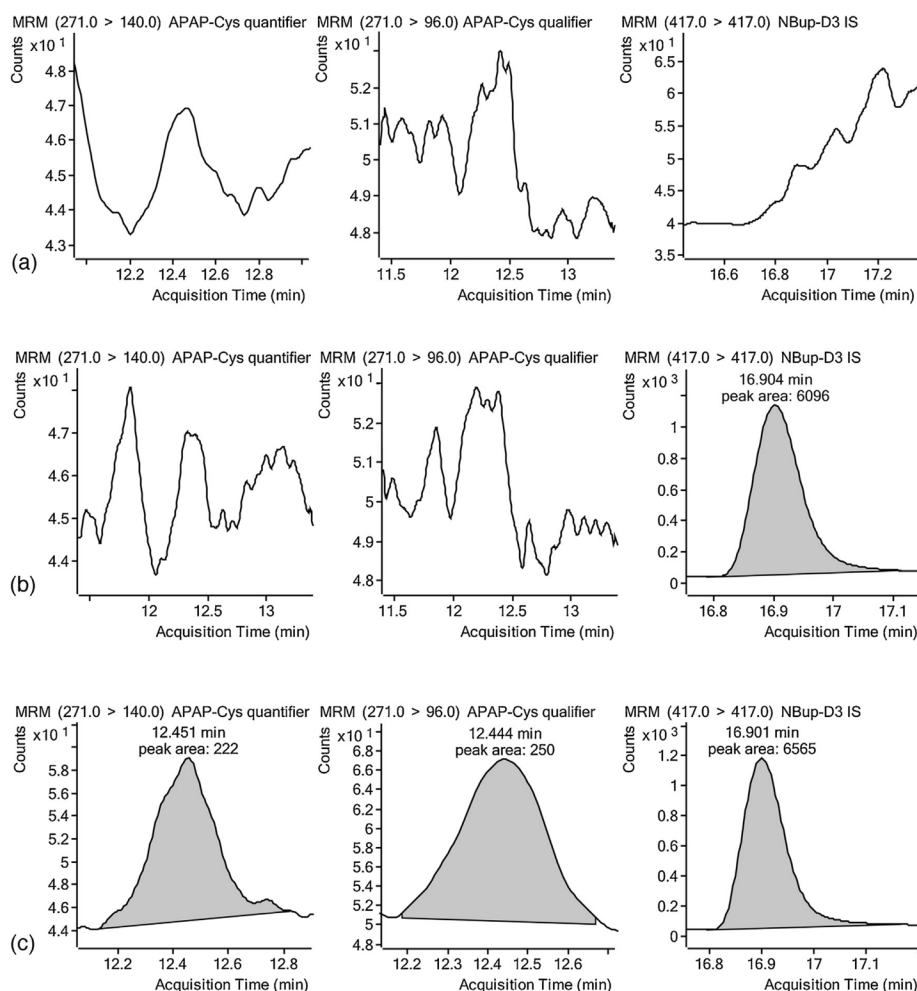 MRM (271.0 > 140.0) APAP-Cys quantifier
Counts
x10 1
4.8
4.7
4.6
4.5
4.4
4.3
12.2 12.4 12.6 12.8
Acquisition Time (min)
MRM (271.0 > 96.0) APAP-Cys qualifier
Counts
x10 1
5.2
5.1
5
4.9
4.8
11.5 12 12.5 13
Acquisition Time (min)
MRM (417.0 > 417.0) NBup-D3 IS
Counts
x10 1
6.5
6
5.5
5
4.5
4
3.5
16.6 16.8 17 17.2
Acquisition Time (min)
(a)
MRM (271.0 > 140.0) APAP-Cys quantifier
Counts
x10 1
4.7
4.6
4.5
4.4
12 12.5 13
Acquisition Time (min)
MRM (271.0 > 96.0) APAP-Cys qualifier
Counts
x10 1
5.2
5.1
5
4.9
4.8
11.5 12 12.5 13
Acquisition Time (min)
MRM (417.0 > 417.0) NBup-D3 IS
16.904 min
peak area: 6096
Counts
x10 3
1
0.8
0.6
0.4
0.2
0
16.8 16.9 17 17.1
Acquisition Time (min)
(b)
MRM (271.0 > 140.0) APAP-Cys quantifier
12.451 min
peak area: 222
Counts
x10 1
5.8
5.6
5.4
5.2
5
4.8
4.6
4.4
12.2 12.4 12.6 12.8
Acquisition Time (min)
MRM (271.0 > 96.0) APAP-Cys qualifier
12.444 min
peak area: 250
Counts
x10 1
6.8
6.6
6.4
6.2
6
5.8
5.6
5.4
5.2
5
4.8
12.2 12.3 12.4 12.5 12.6
Acquisition Time (min)
MRM (417.0 > 417.0) NBup-D3 IS
16.901 min
peak area: 6565
Counts
x10 3
1.2
1
0.8
0.6
0.4
0.2
0
16.8 16.9 17 17.1
Acquisition Time (min)
(c)